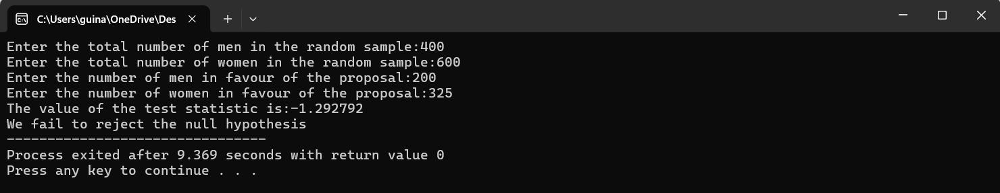 C:\Users\guina\OneDrive\Des
Enter the total number of men in the random sample:400
Enter the total number of women in the random sample:600
Enter the number of men in favour of the proposal:200
Enter the number of women in favour of the proposal:325
The value of the test statistic is:-1.292792
We fail to reject the null hypothesis
--------------------------------
Process exited after 9.369 seconds with return value 0
Press any key to continue . . .